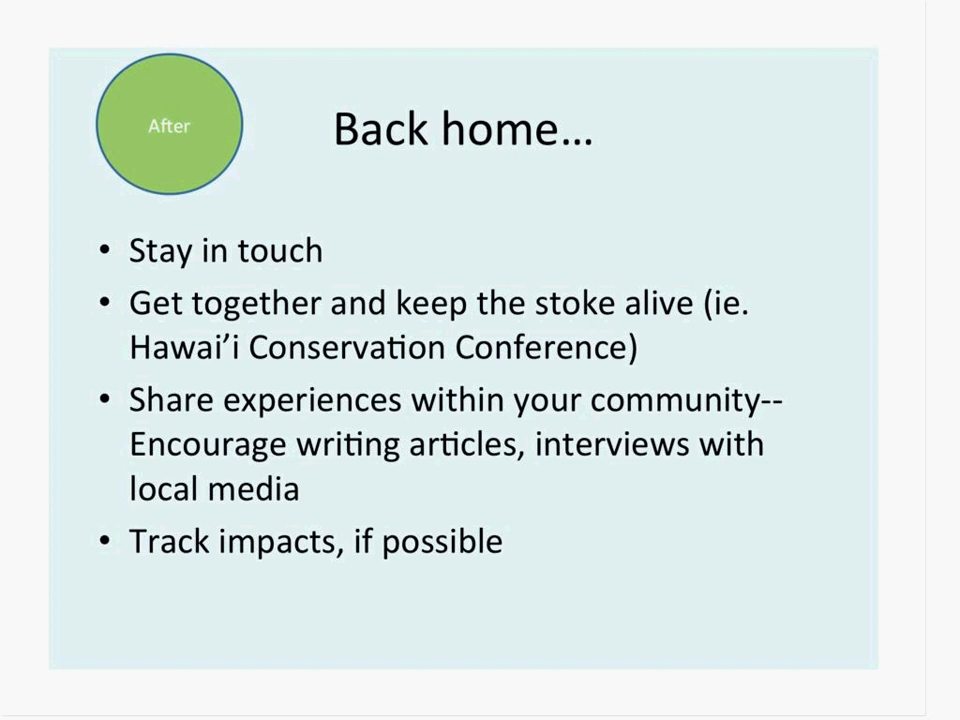 After
Back home…
• Stay in touch
• Get together and keep the stoke alive (ie.
Hawai’i Conservation Conference)
• Share experiences within your community--
Encourage writing articles, interviews with
local media
• Track impacts, if possible